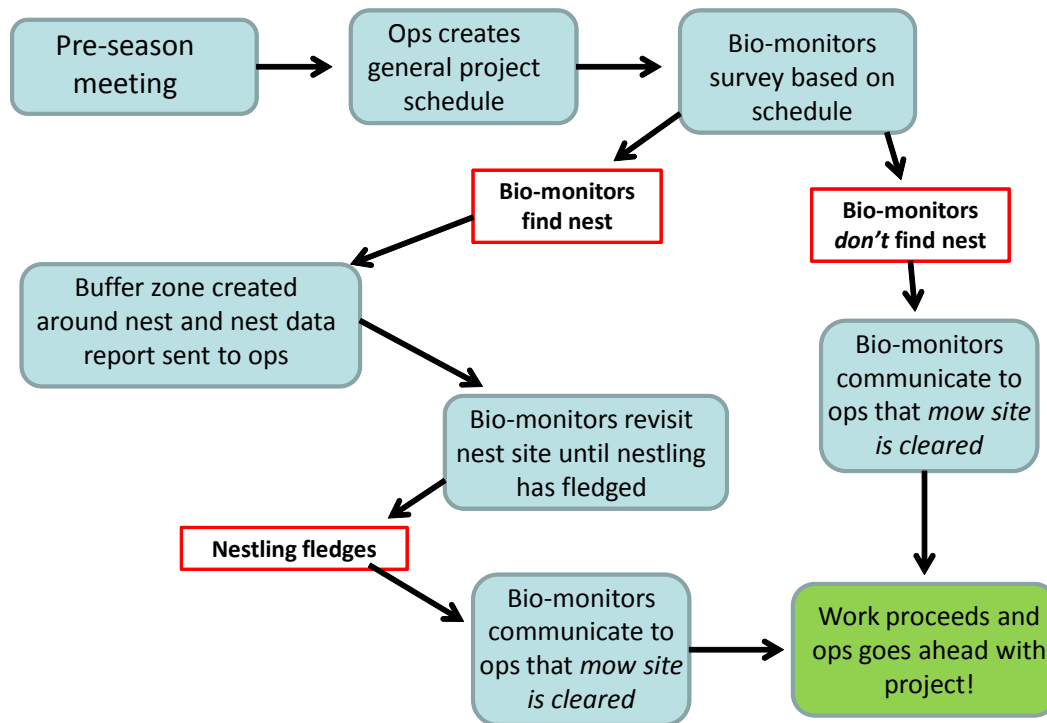 Pre-season
meeting
Ops creates
general project
schedule
Bio-monitors
survey based on
schedule
Bio-monitors
find nest
Bio-monitors
don't find nest
Buffer zone created
around nest and nest data
report sent to ops
Bio-monitors
communicate to
ops that mow site
is cleared
Bio-monitors revisit
nest site until nestling
has fledged
Nestling fledges
Bio-monitors
communicate to
ops that mow site
is cleared
Work proceeds and
ops goes ahead with
project!